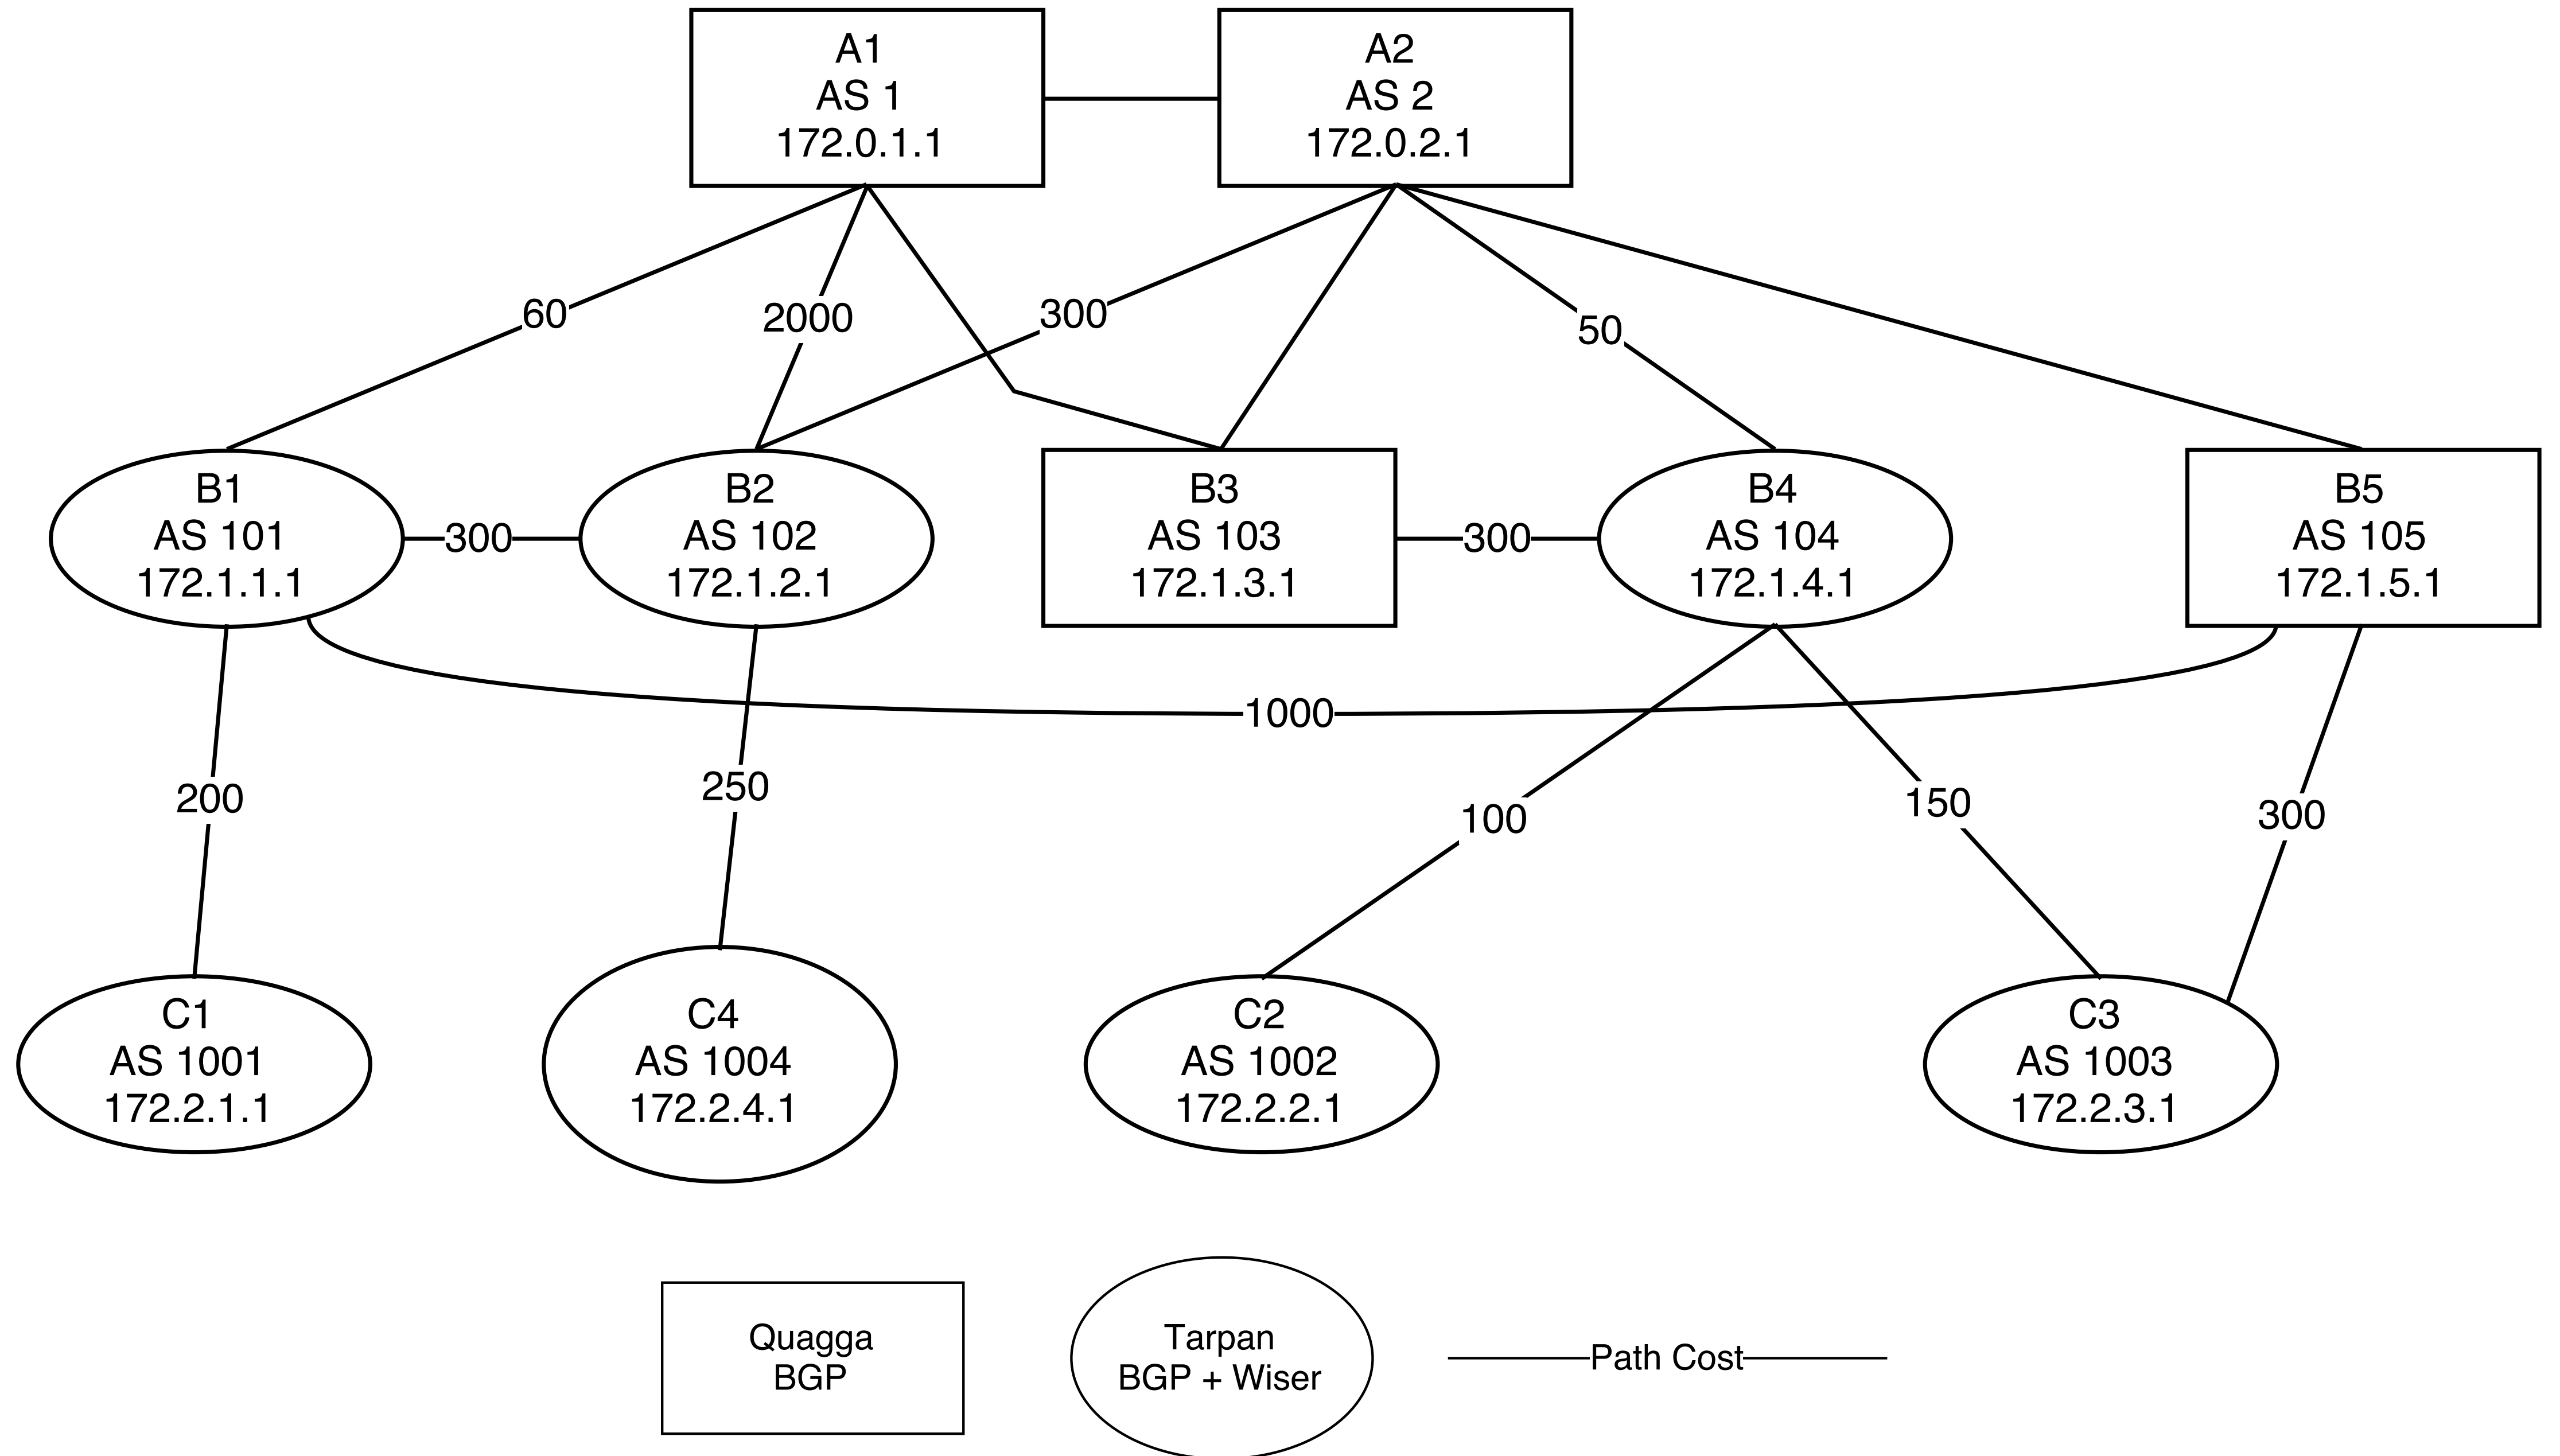 A1
AS 1
172.0.1.1
A2
AS 2
172.0.2.1
60
2000
300
50
B1
AS 101
172.1.1.1
300
B2
AS 102
172.1.2.1
B3
AS 103
172.1.3.1
300
B4
AS 104
172.1.4.1
B5
AS 105
172.1.5.1
1000
200
250
100
150
300
C1
AS 1001
172.2.1.1
C4
AS 1004
172.2.4.1
C2
AS 1002
172.2.2.1
C3
AS 1003
172.2.3.1
Quagga
BGP
Tarpan
BGP + Wiser
Path Cost